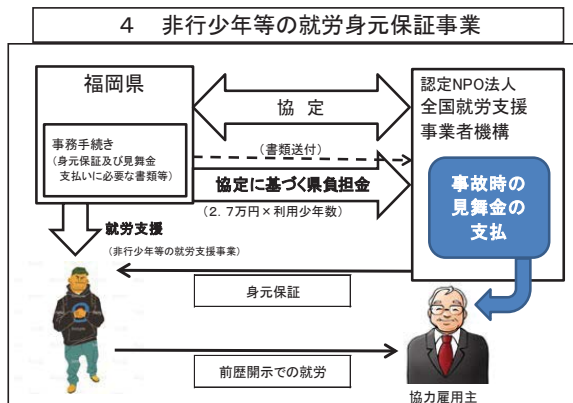 ４　非行少年等の就労身元保証事業
福岡県
事務手続き
（身元保証及び見舞金
支払いに必要な書類等）
協 定
（書類送付）
協定に基づく県負担金
（２．７万円×利用少年数）
認定NPO法人
全国就労支援
事業者機構
事故時の
見舞金の
支払
就労支援
（非行少年等の就労支援事業）
身元保証
前歴開示での就労
協力雇用主